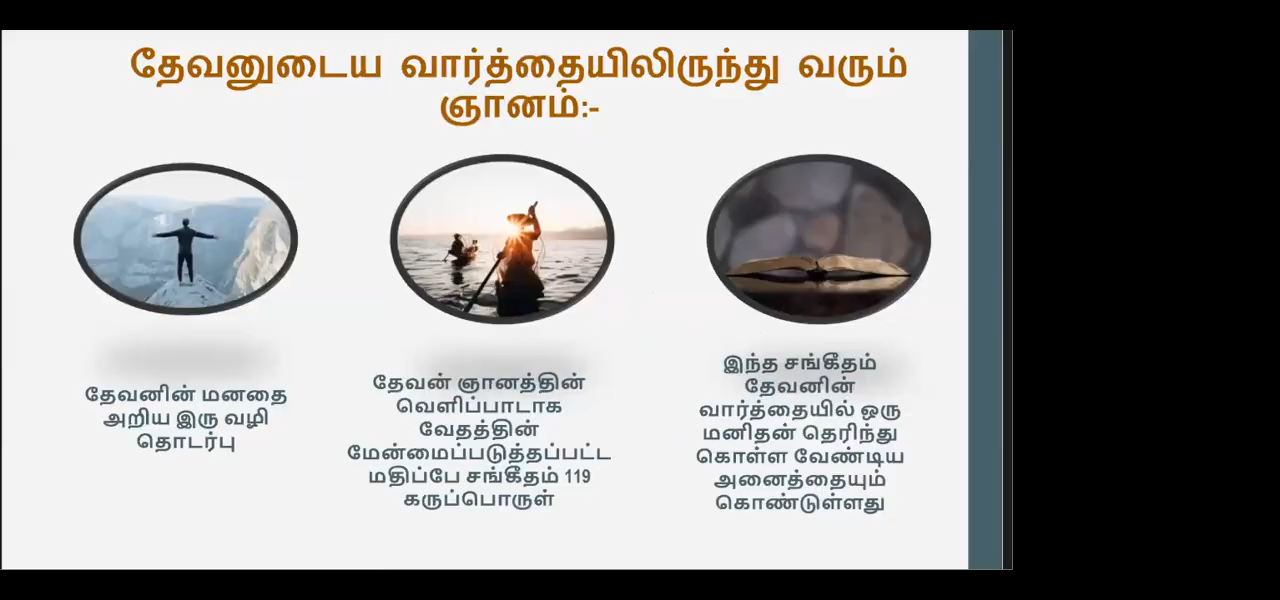 தேவனுடைய வார்த்தையிலிருந்து வரும்
ஞானம்:-
தேவனின் மனதை
அறிய இரு வழி
தொடர்பு
தேவன் ஞானத்தின்
வெளிப்பாடாக
வேதத்தின்
மேன்மைப்படுத்தப்பட்ட
மதிப்பே சங்கீதம் 119
கருப்பொருள்
இந்த சங்கீதம்
தேவனின்
வார்த்தையில் ஒரு
மனிதன் தெரிந்து
கொள்ள வேண்டிய
அனைத்தையும்
கொண்டுள்ளது